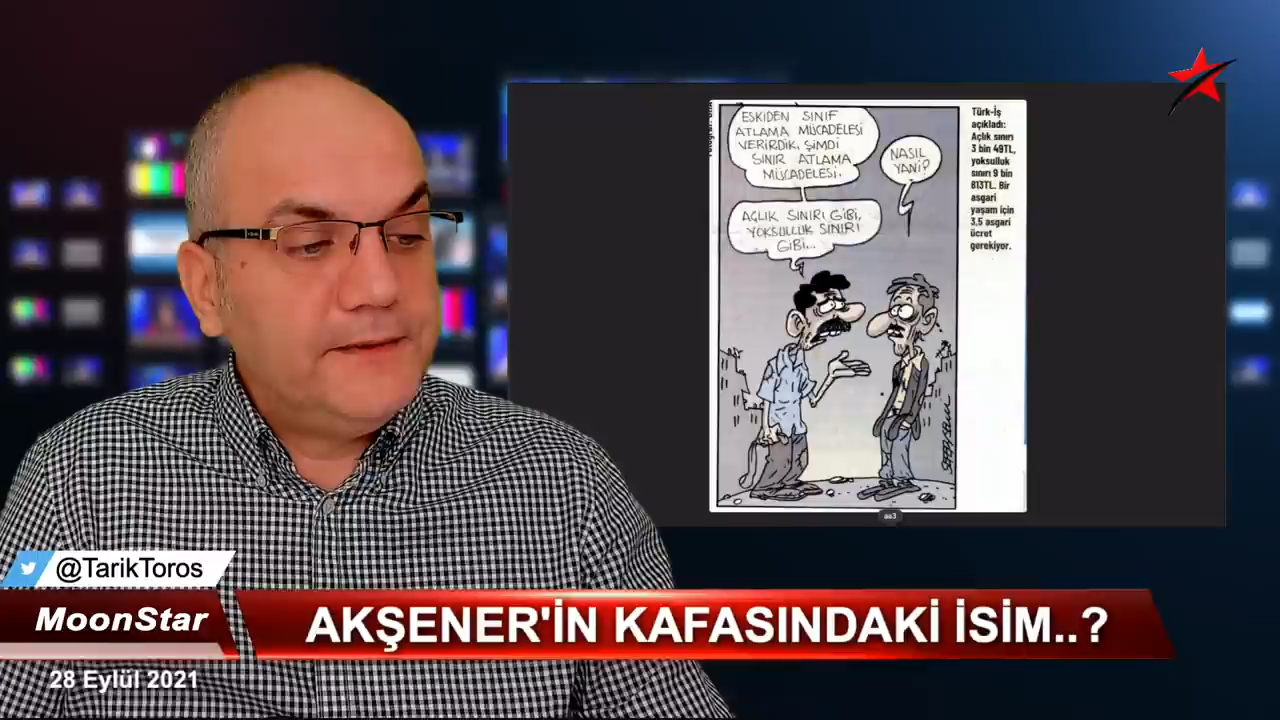 ESKİDEN SINIF
ATLAMA MÜCADELESİ
VERİRDİK, ŞİMDİ
SINIR ATLAMA
MÜCADELESİ.
NASIL
YANİ?
AÇLIK SINIRI GİBİ,
YOKSULLUK SINIRI
GİBİ...
Türk-İş
açıkladı:
Açlık sınırı
3 bin 49TL,
yoksulluk
sınırı 9 bin
813TL. Bir
asgari
yaşam için
3,5 asgari
ücret
gerekiyor.
aa3
@TarikToros
MoonStar
AKŞENER'İN KAFASINDAKİ İSİM..?
28 Eylül 2021